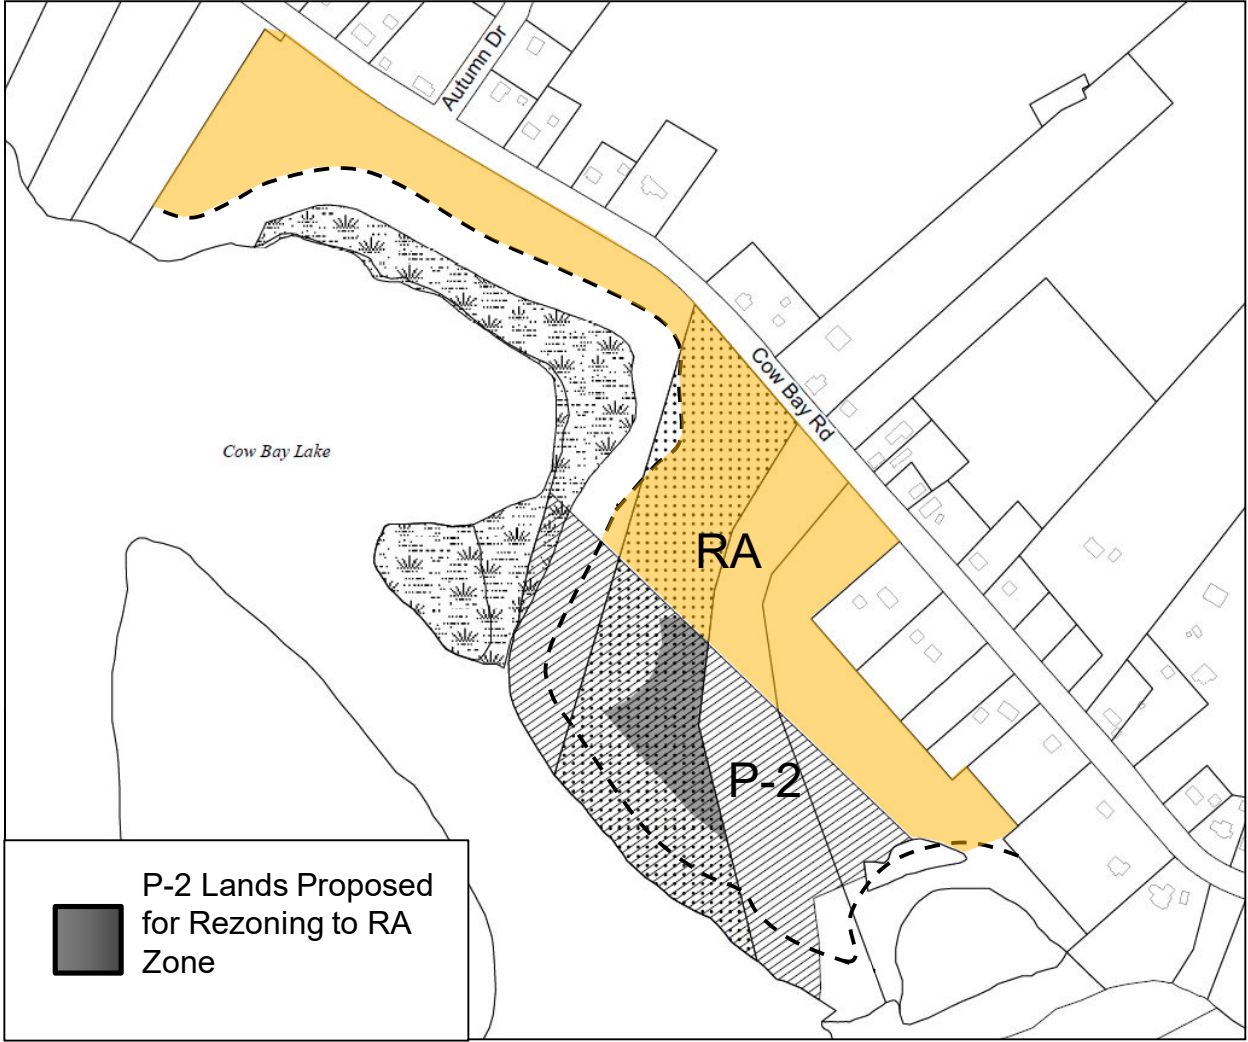 Autumn Dr
Cow Bay Rd
Cow Bay Lake
RA
P-2
P-2 Lands Proposed
for Rezoning to RA
Zone